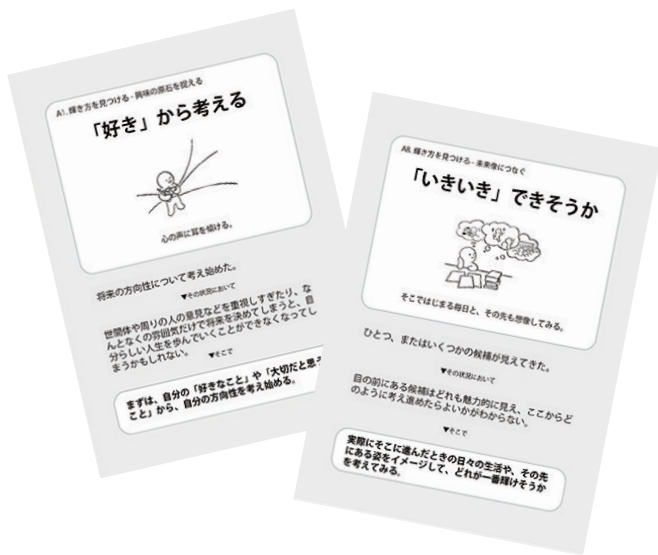 A1. 輝き方を見つける - 興味の原石を捉える
「好き」から考える
心の声に耳を傾ける。
将来の方向性について考え始めた。
▼その状況において
世間体や周りの人の意見などを重視しすぎたり、な
んとなくの雰囲気だけで将来を決めてしまうと、自
分らしい人生を歩んでいくことができなくなってし
まうかもしれない。
▼そこで
まずは、自分の「好きなこと」や「大切だと思う
こと」から、自分の方向性を考え始める。
A8. 輝き方を見つける - 未来像につなぐ
「いきいき」できそうか
そこではじまる毎日と、その先も想像してみる。
ひとつ、またはいくつかの候補が見えてきた。
▼その状況において
目の前にある候補はどれも魅力的に見え、ここからど
のように考え進めたらよいかがわからない。
▼そこで
実際にそこに進んだときの日々の生活や、その先
にある姿をイメージして、どれが一番輝けそうか
を考えてみる。